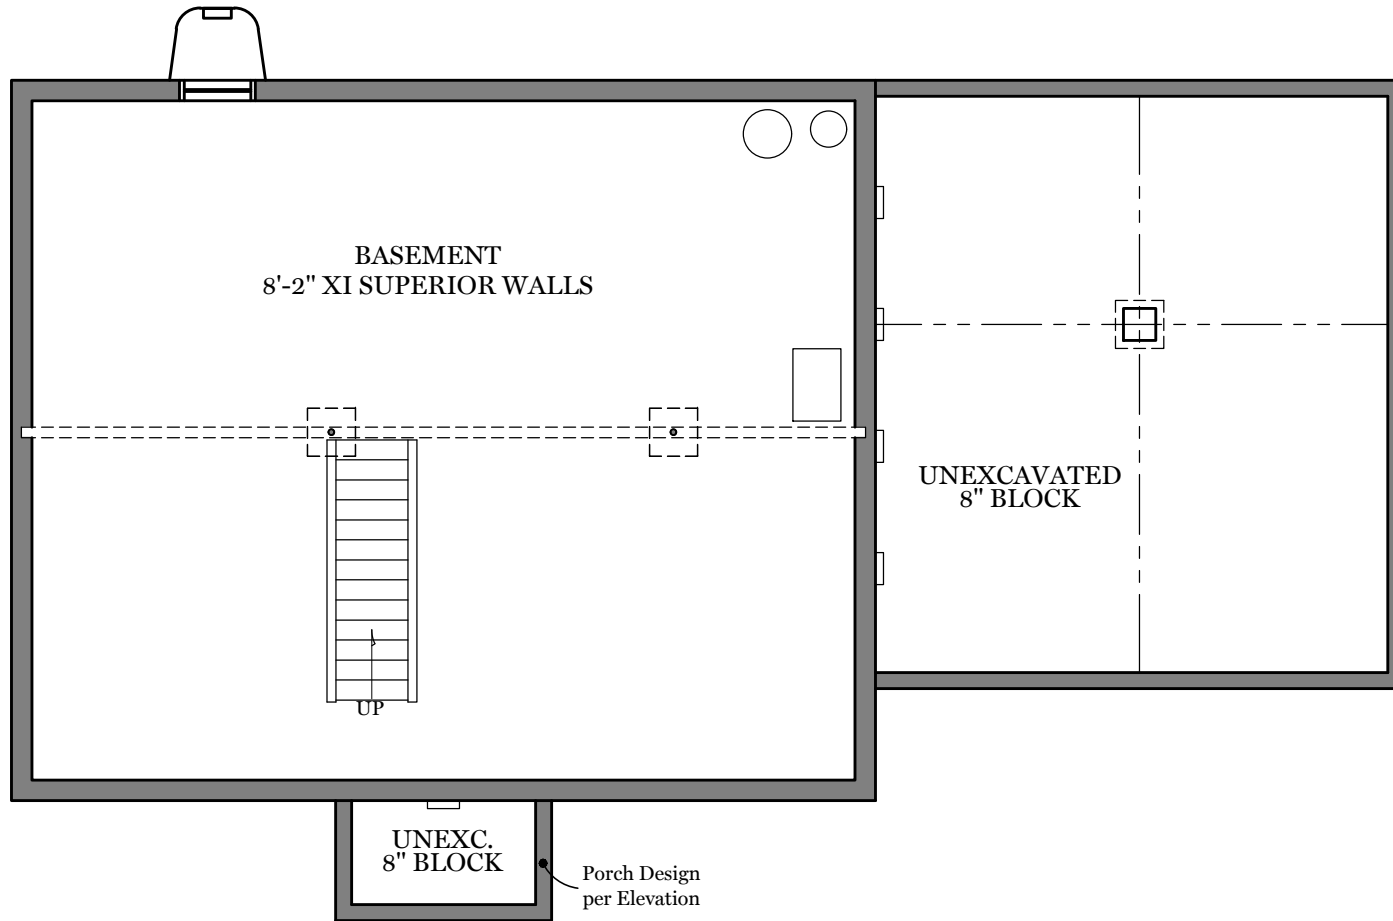 BASEMENT
8'-2" XI SUPERIOR WALLS
UNEXCAVATED
8" BLOCK
UP
UNEXC.
8" BLOCK
Porch Design
per Elevation